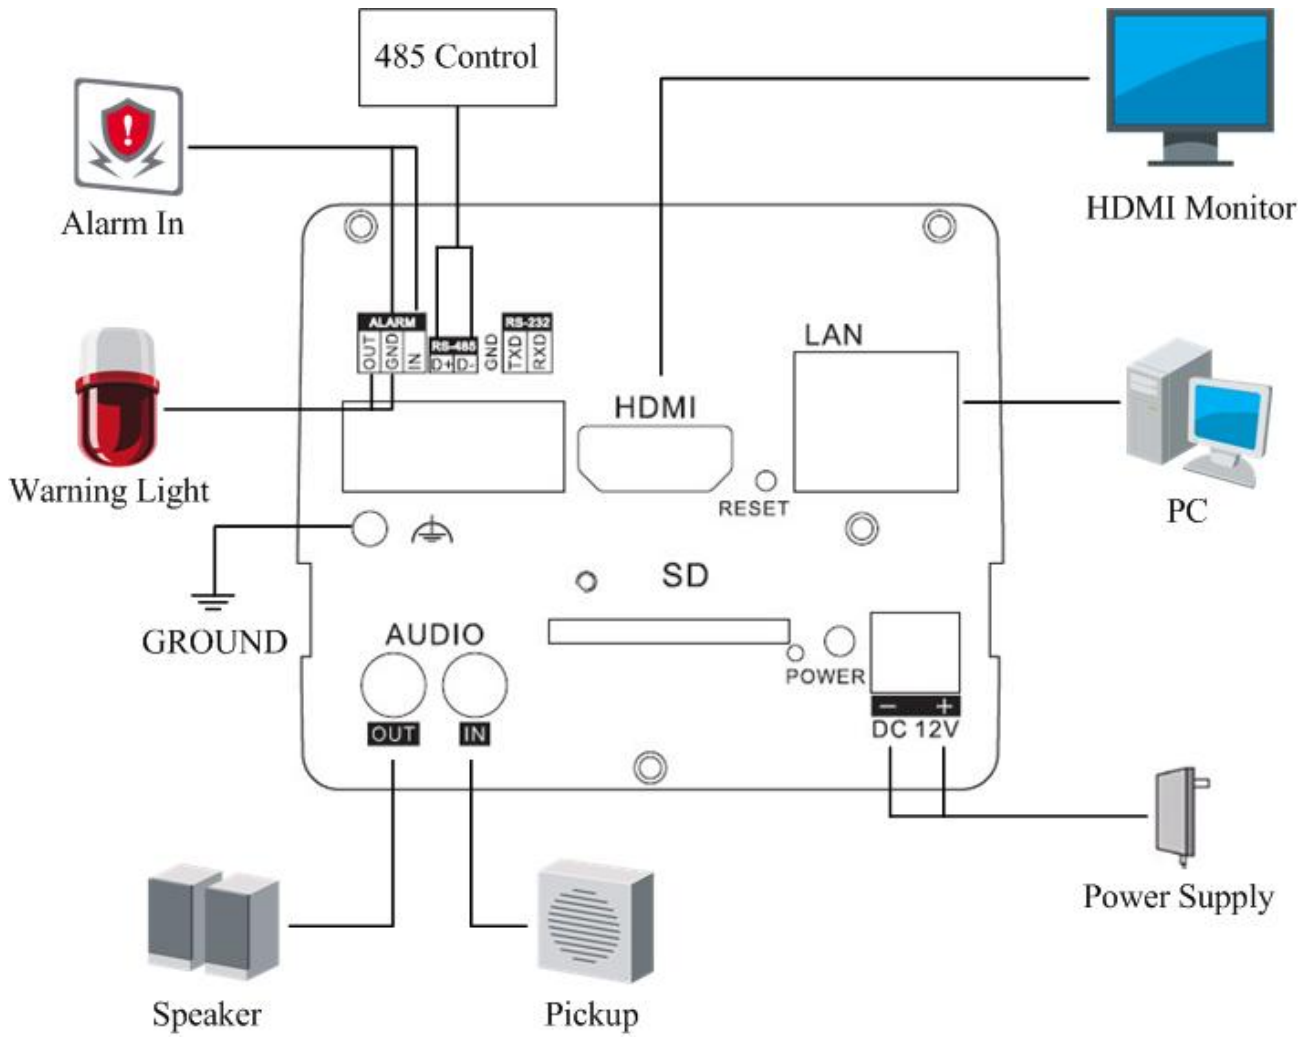 485 Control
Alarm In
HDMI Monitor
ALARM
RS-232
OUT
GND
IN
RS-485
D+
D-
GND
TXD
RXD
LAN
HDMI
Warning Light
RESET
PC
SD
GROUND
AUDIO
POWER
OUT
IN
− +
DC 12V
Power Supply
Speaker
Pickup